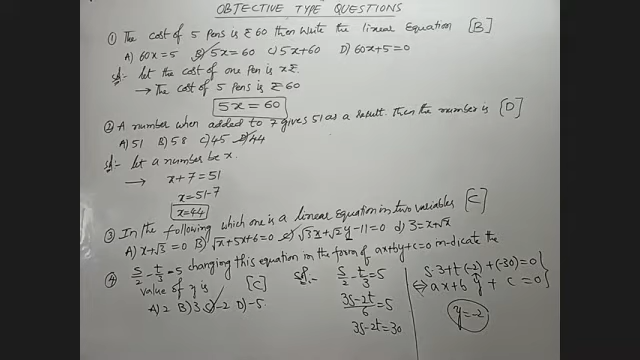 OBTECTIVE TYPE QUESTIONS
① The cost of 5 Pens is ₹60 then write the linear Equation [B]
A) 60x=5 B) 5x=60 C) 5x+60 D) 60x+5=0
Sol:- let the cost of one pen is x₹.
→ The cost of 5 Pens is ₹60
5x=60
② A number when added to 7 gives 51 as a result. Then the number is [D]
A) 51 B) 58 C) 45 D) 44
Sol:- let a number be x.
→ x+7=51
x=51-7
x=44
③ In the following which one is a linear Equation in two variables [C]
A) x+√3=0 B) √x+5x+6=0 C) √3x+√2y-11=0 d) 3=x+√x
④ s/2-t/3=5 changing this equation in the form of ax+by+c=0 indicate the
value of y is [C]
A) 2 B) 3 C) -2 D) -5
Sol:- s/2-t/3=5
3s-2t/6=5
3s-2t=30
s·3+t(-2)+(-30)=0
⇔ ax+by+c=0
y=-2